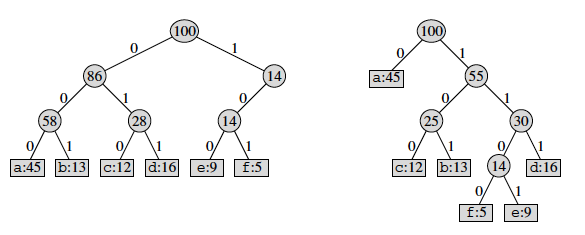 100 100
0 1 0 1
86 14 a:45 55
0 1 0 0 1
58 28 14 25 30
0 1 0 1 0 1 0 1 0 1
a:45 b:13 c:12 d:16 e:9 f:5 c:12 b:13 14 d:16
0 1
f:5 e:9